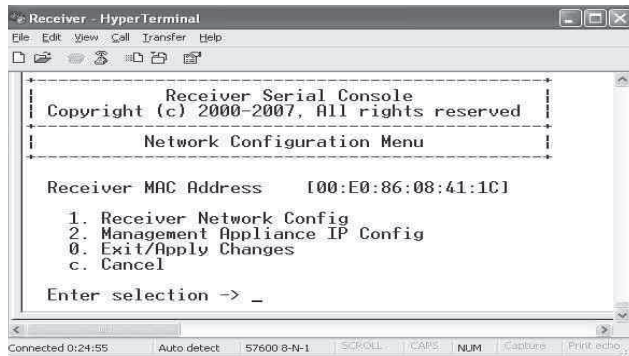 Receiver - HyperTerminal
File Edit View Call Transfer Help
Receiver Serial Console
Copyright (c) 2000-2007, All rights reserved
Network Configuration Menu
Receiver MAC Address [00:E0:86:08:41:1C]
1. Receiver Network Config
2. Management Appliance IP Config
0. Exit/Apply Changes
c. Cancel
Enter selection -> _
Connected 0:24:55 Auto detect 57600 8-N-1 SCROLL CAPS NUM Capture Print echo